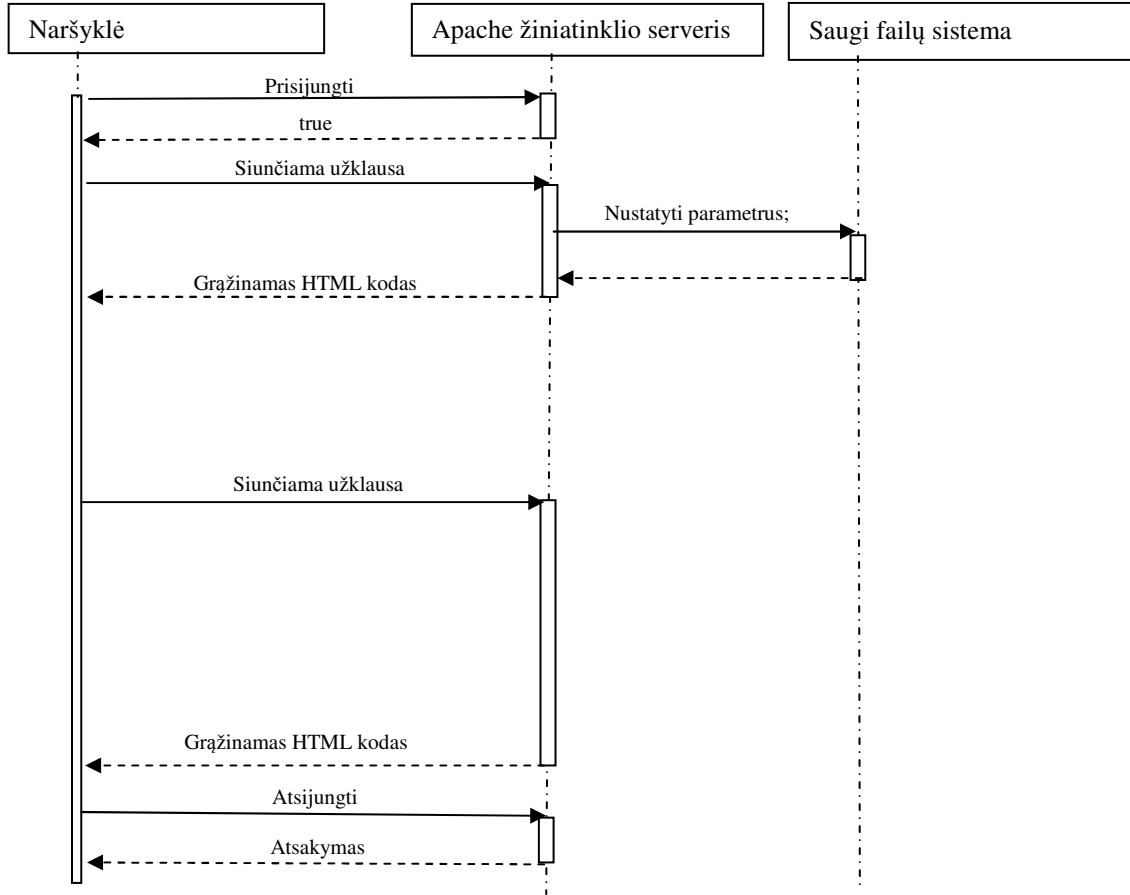 Naršyklė
Apache žiniatinklio serveris
Saugi failų sistema
Prisijungti
true
Siunčiama užklausa
Nustatyti parametrus;
Grąžinamas HTML kodas
Siunčiama užklausa
Grąžinamas HTML kodas
Atsijungti
Atsakymas